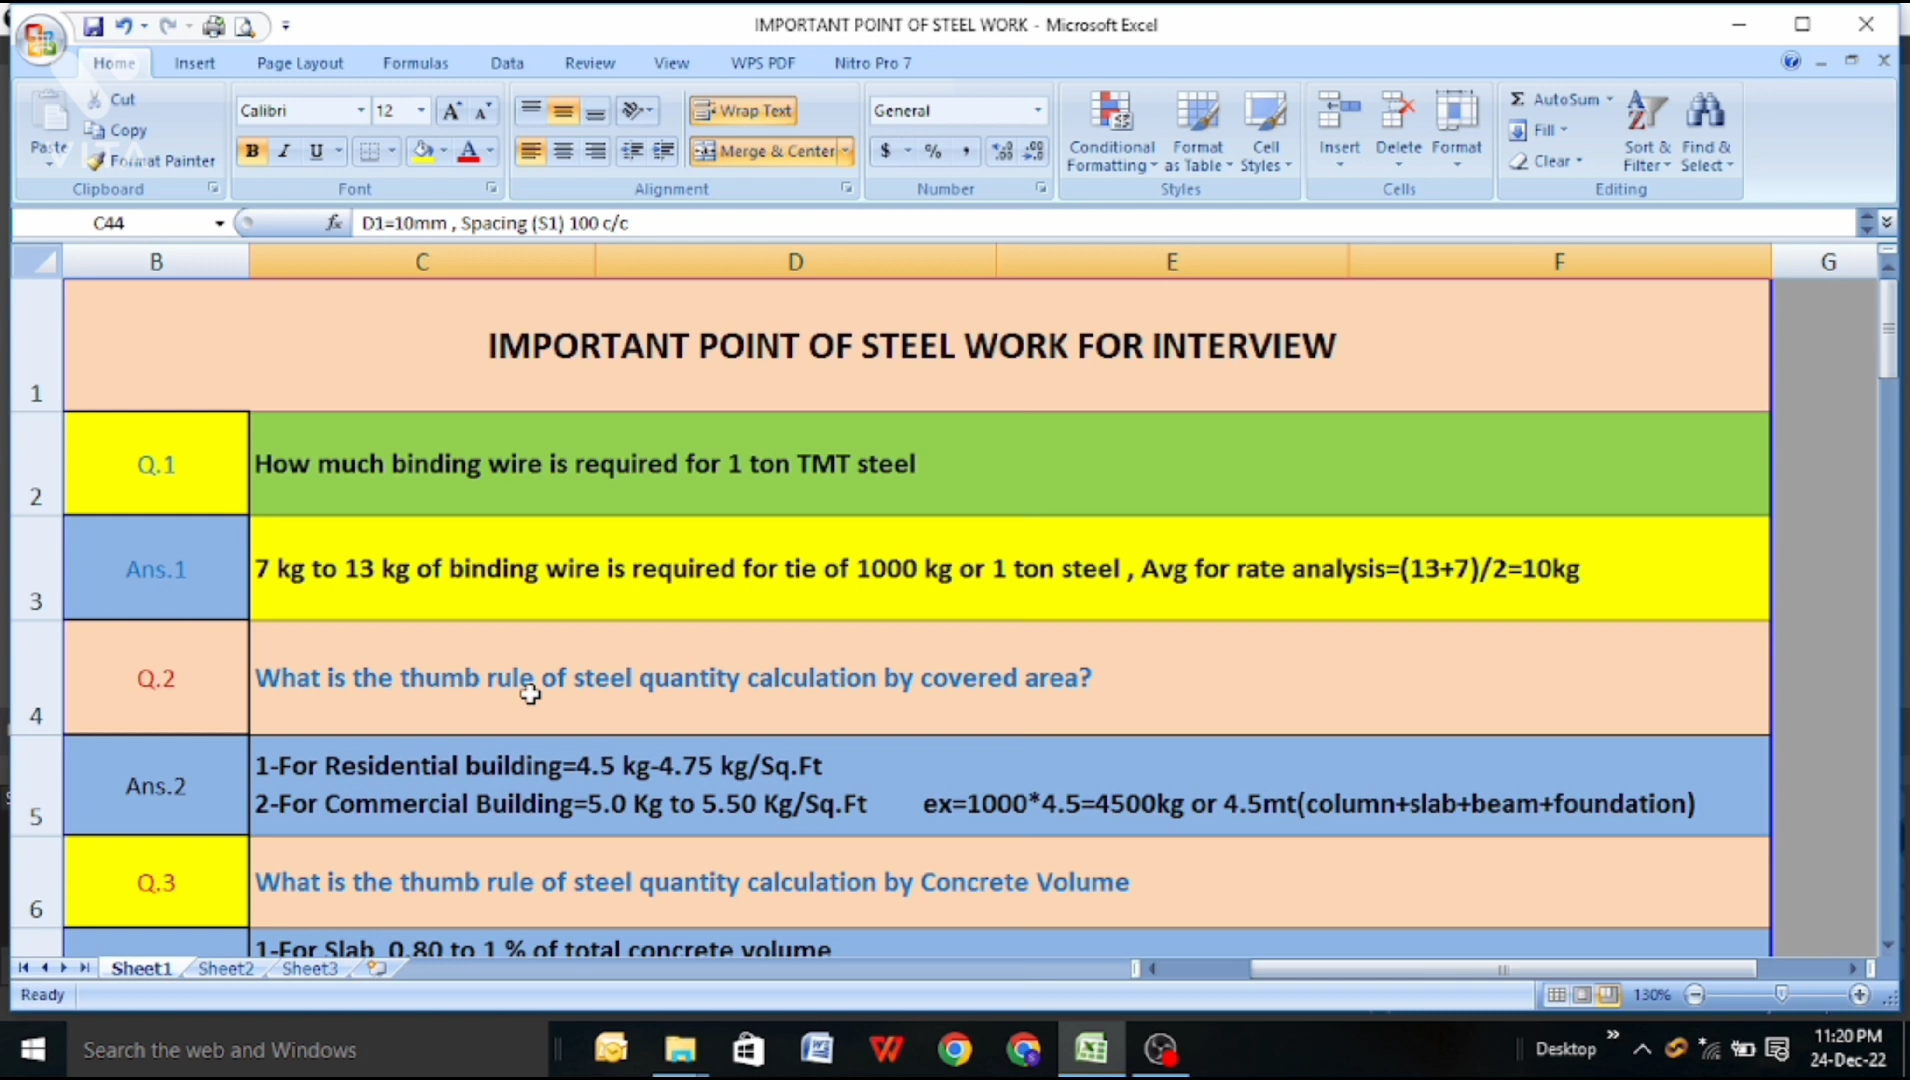 IMPORTANT POINT OF STEEL WORK - Microsoft Excel
Home Insert Page Layout Formulas Data Review View WPS PDF Nitro Pro 7
Paste
Cut
Copy
Format Painter
Clipboard
Calibri 12
B I U
Font
Wrap Text
Merge & Center
Alignment
General
$ % ,
Number
Conditional Formatting
Format as Table
Cell Styles
Styles
Insert Delete Format
Cells
Σ AutoSum
Fill
Clear
Sort & Filter
Find & Select
Editing
VITA
C44 fx D1=10mm , Spacing (S1) 100 c/c
B C D E F G
1 IMPORTANT POINT OF STEEL WORK FOR INTERVIEW
2 Q.1 How much binding wire is required for 1 ton TMT steel
3 Ans.1 7 kg to 13 kg of binding wire is required for tie of 1000 kg or 1 ton steel , Avg for rate analysis=(13+7)/2=10kg
4 Q.2 What is the thumb rule of steel quantity calculation by covered area?
5 Ans.2 1-For Residential building=4.5 kg-4.75 kg/Sq.Ft
2-For Commercial Building=5.0 Kg to 5.50 Kg/Sq.Ft ex=1000*4.5=4500kg or 4.5mt(column+slab+beam+foundation)
6 Q.3 What is the thumb rule of steel quantity calculation by Concrete Volume
1-For Slab 0.80 to 1 % of total concrete volume
Sheet1 Sheet2 Sheet3
Ready 130%
Search the web and Windows
Desktop
11:20 PM
24-Dec-22